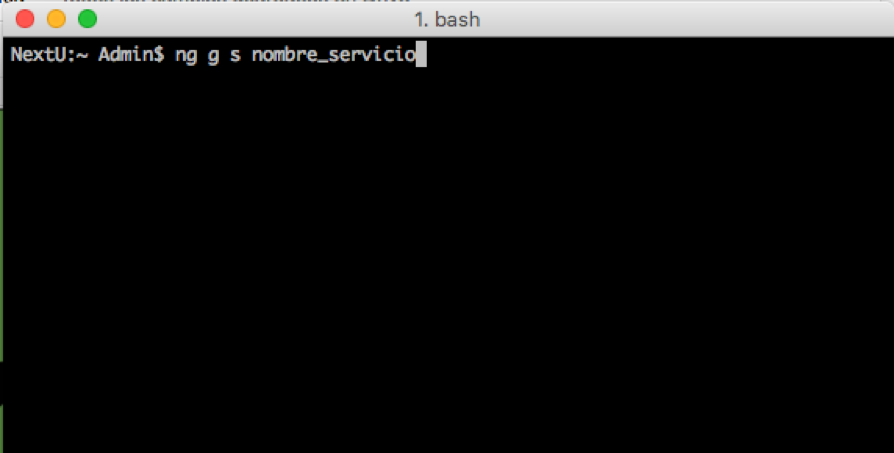 1. bash
NextU:~ Admin$ ng g s nombre_servicio